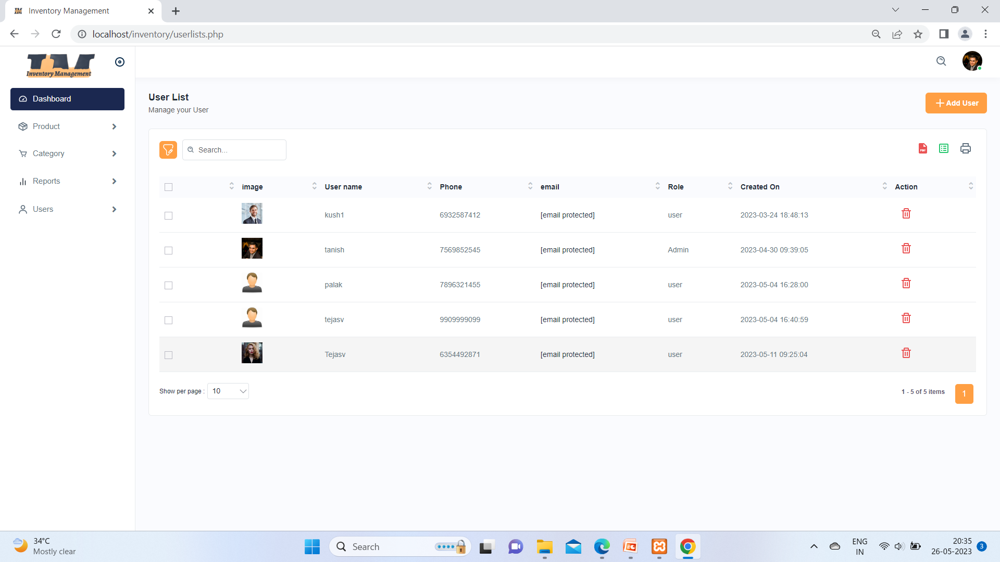 Inventory Management
localhost/inventory/userlists.php
Inventory Management
Dashboard
Product
Category
Reports
Users
User List
Manage your User
Add User
Search...
PDF
image User name Phone email Role Created On Action
kush1 6932587412 [email protected] user 2023-03-24 18:48:13
tanish 7569852545 [email protected] Admin 2023-04-30 09:39:05
palak 7896321455 [email protected] user 2023-05-04 16:28:00
tejasv 9909999099 [email protected] user 2023-05-04 16:40:59
Tejasv 6354492871 [email protected] user 2023-05-11 09:25:04
Show per page : 10
1 - 5 of 5 items 1
34°C
Mostly clear
Search
ENG
IN
20:35
26-05-2023
3